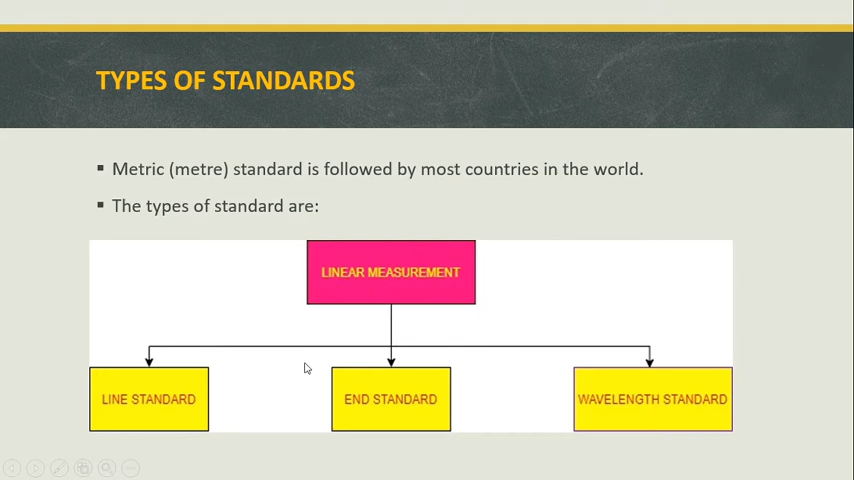 TYPES OF STANDARDS
Metric (metre) standard is followed by most countries in the world.
The types of standard are:
LINEAR MEASUREMENT
LINE STANDARD
END STANDARD
WAVELENGTH STANDARD